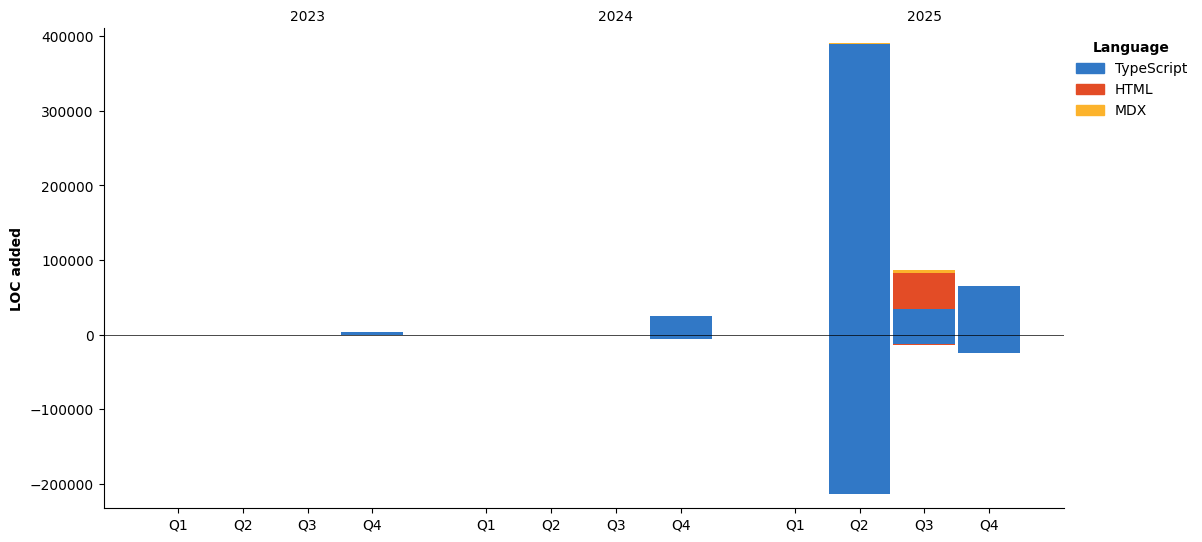 2023 2024 2025
Language
TypeScript
HTML
MDX
LOC added
400000
300000
200000
100000
0
−100000
−200000
Q1 Q2 Q3 Q4 Q1 Q2 Q3 Q4 Q1 Q2 Q3 Q4